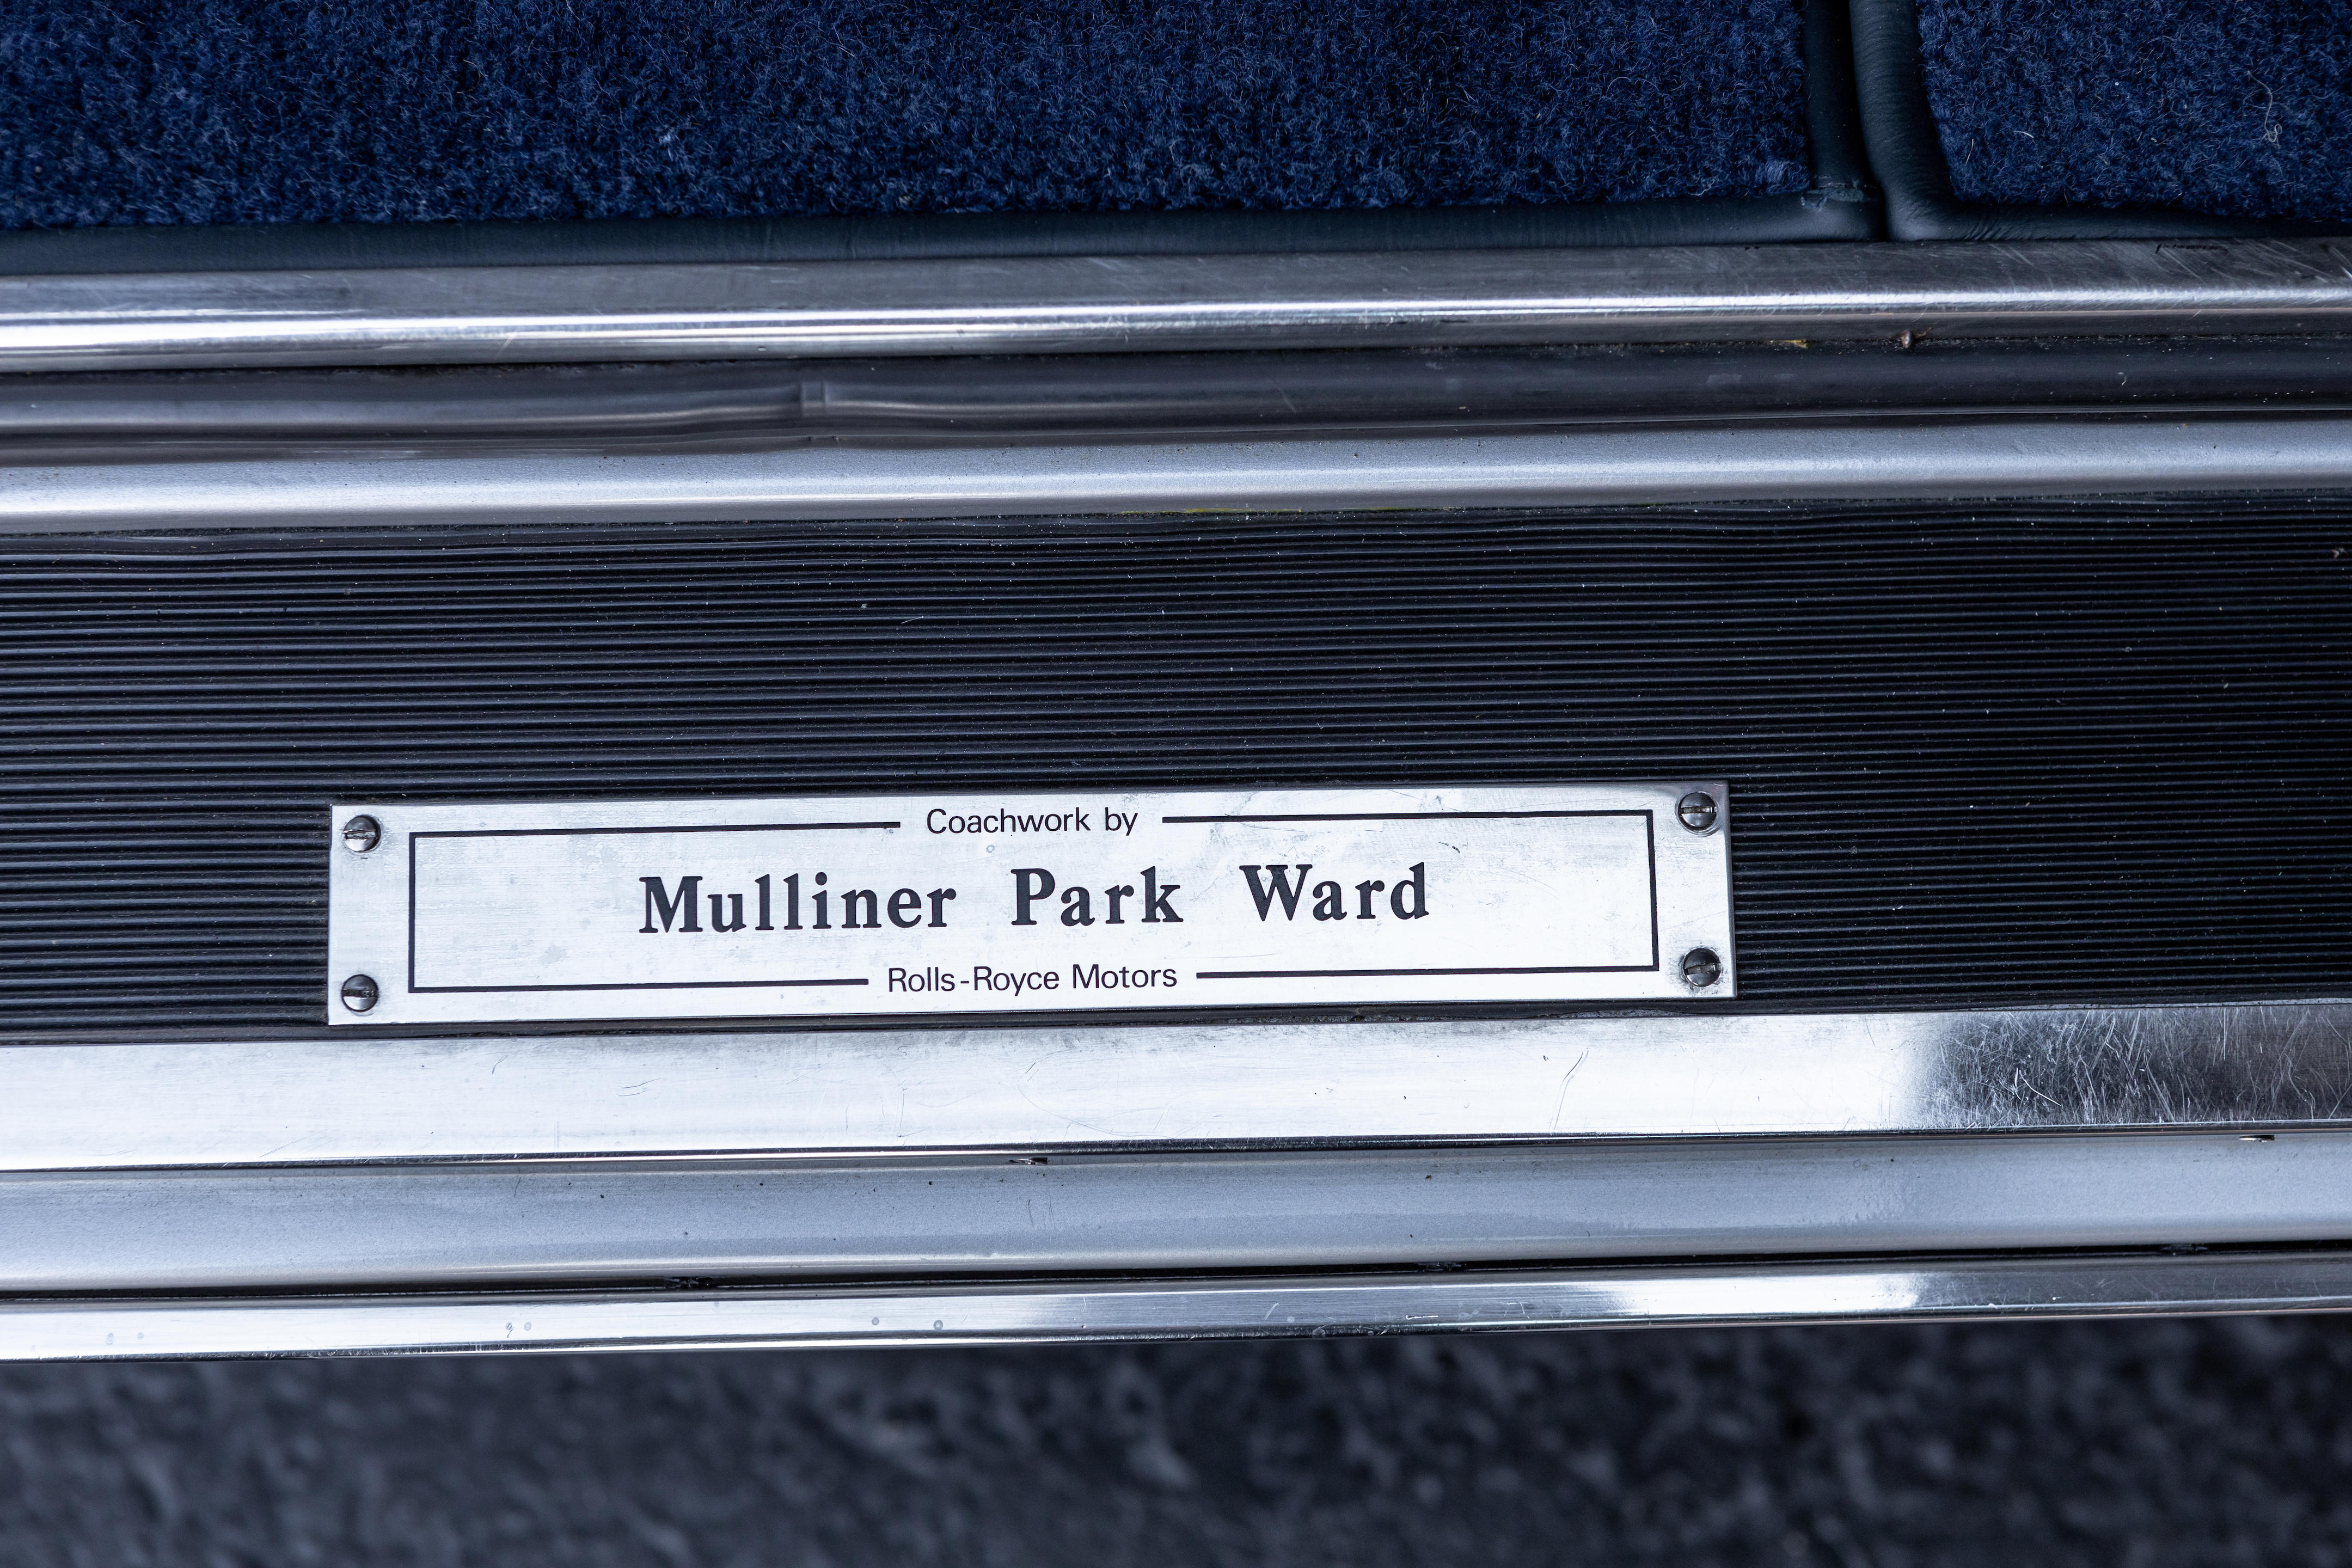 Coachwork by
Mulliner Park Ward
Rolls-Royce Motors